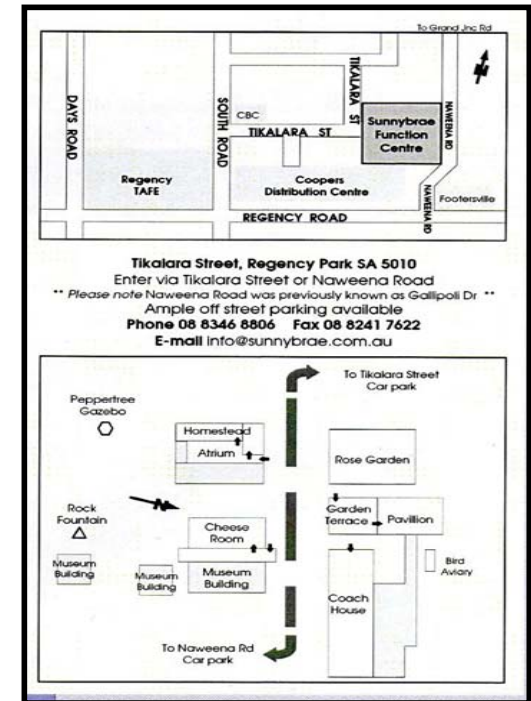 To Grand Jnc Rd
N
DAYS ROAD
SOUTH ROAD
TIKALARA ST
CBC
TIKALARA ST
Sunnybrae
Function
Centre
NAWEENA RD
Regency
TAFE
Coopers
Distribution Centre
NAWEENA RD
Footersville
REGENCY ROAD
Tikalara Street, Regency Park SA 5010
Enter via Tikalara Street or Naweena Road
** Please note Naweena Road was previously known as Gallipoli Dr **
Ample off street parking available
Phone 08 8346 8806 Fax 08 8241 7622
E-mail info@sunnybrae.com.au
To Tikalara Street
Car park
Peppertree
Gazebo
Homestead
Atrium
Rose Garden
N
Rock
Fountain
Cheese
Room
Garden
Terrace
Pavillion
Museum
Building
Museum
Building
Museum
Building
Bird
Aviary
Coach
House
To Naweena Rd
Car park